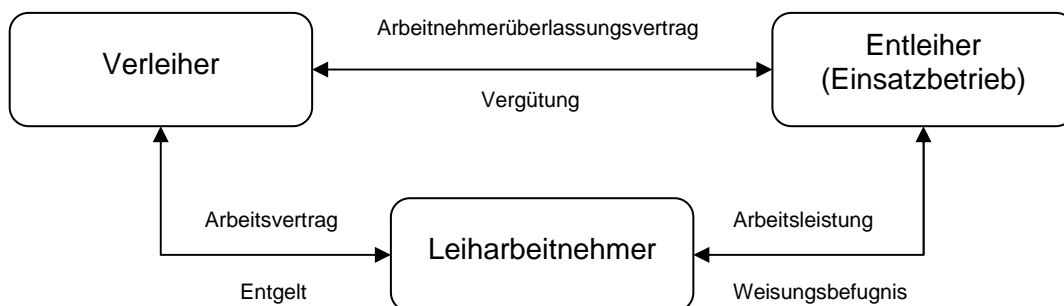 Arbeitnehmerüberlassungsvertrag
Verleiher
Entleiher
(Einsatzbetrieb)
Vergütung
Arbeitsvertrag
Leiharbeitnehmer
Arbeitsleistung
Entgelt
Weisungsbefugnis